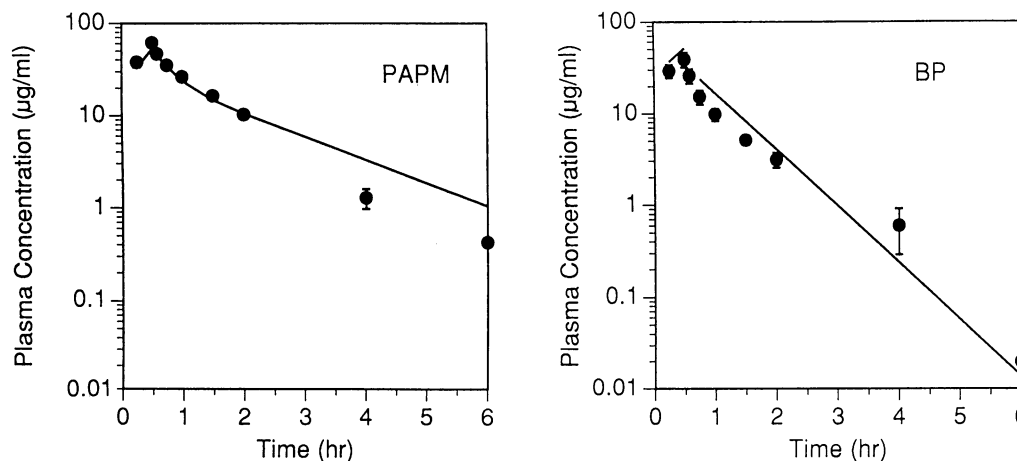 Plasma Concentration (μg/ml)
100
10
1
0.1
0.01
0 1 2 4 5 6
Time (hr)
PAPM
Plasma Concentration (μg/ml)
100
10
1
0.1
0.01
0 1 2 4 5
Time (hr)
BP